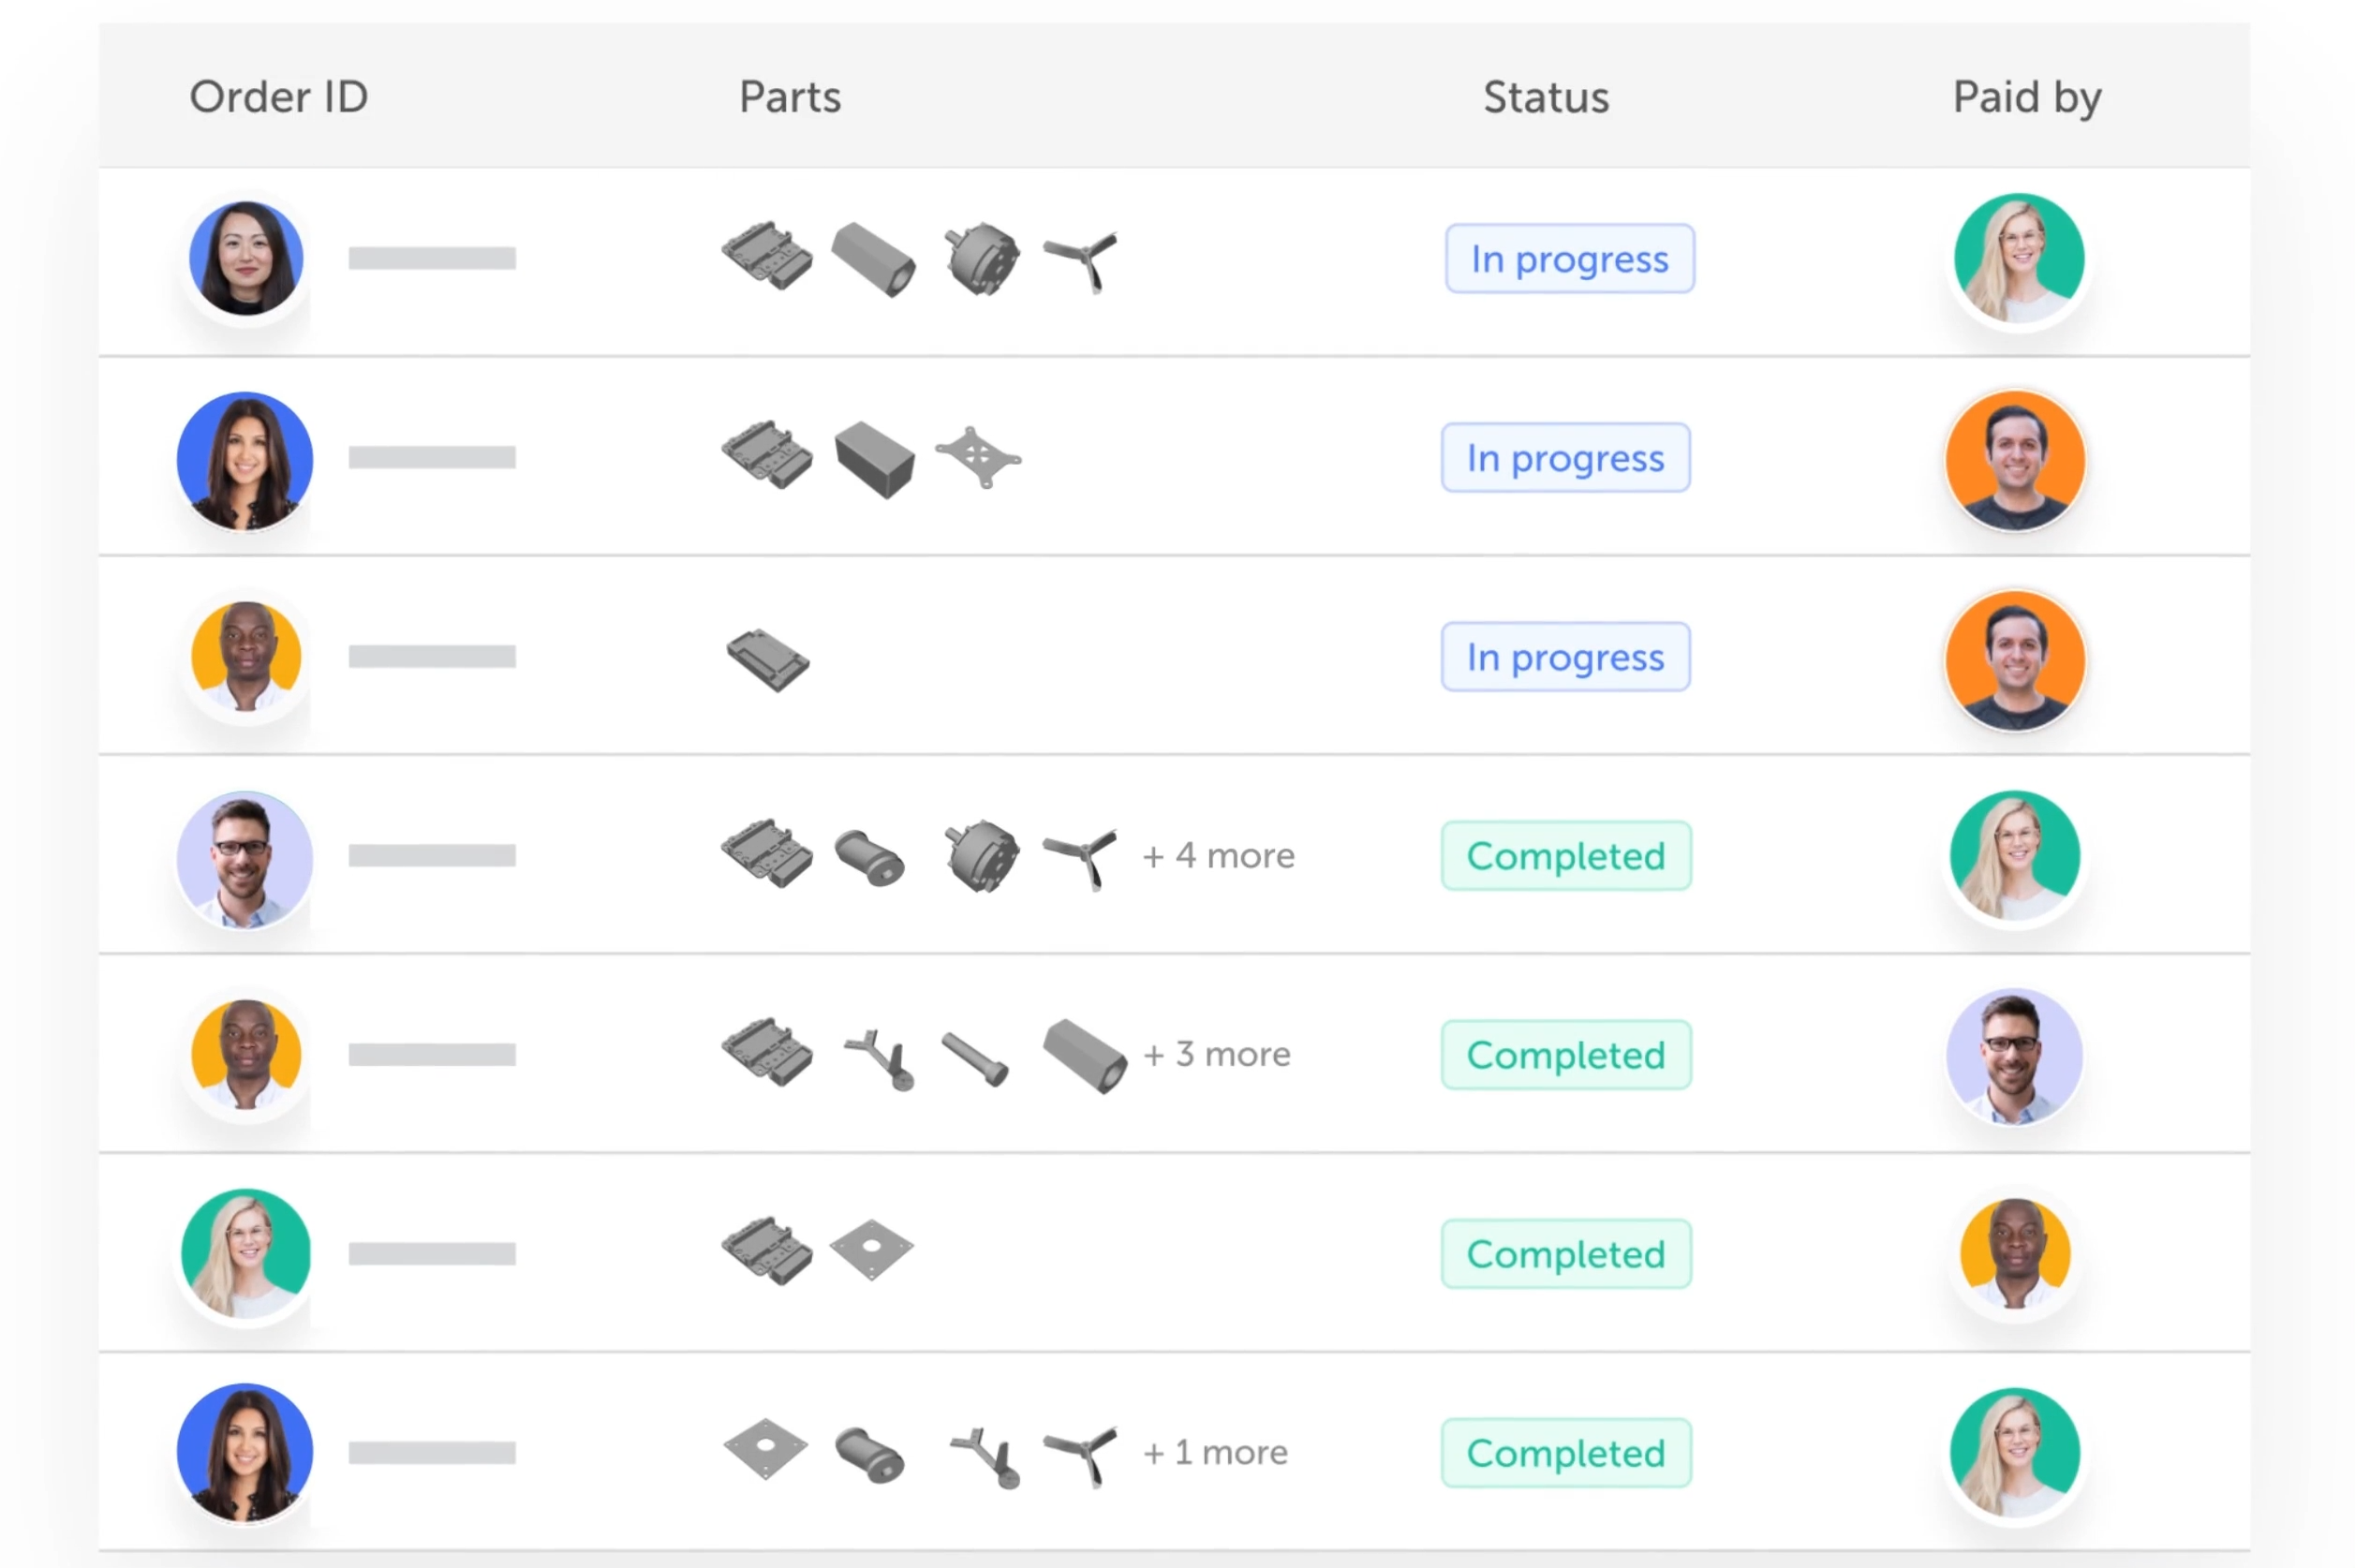 Order ID Parts Status Paid by
In progress
In progress
In progress
+ 4 more Completed
+ 3 more Completed
Completed
+ 1 more Completed